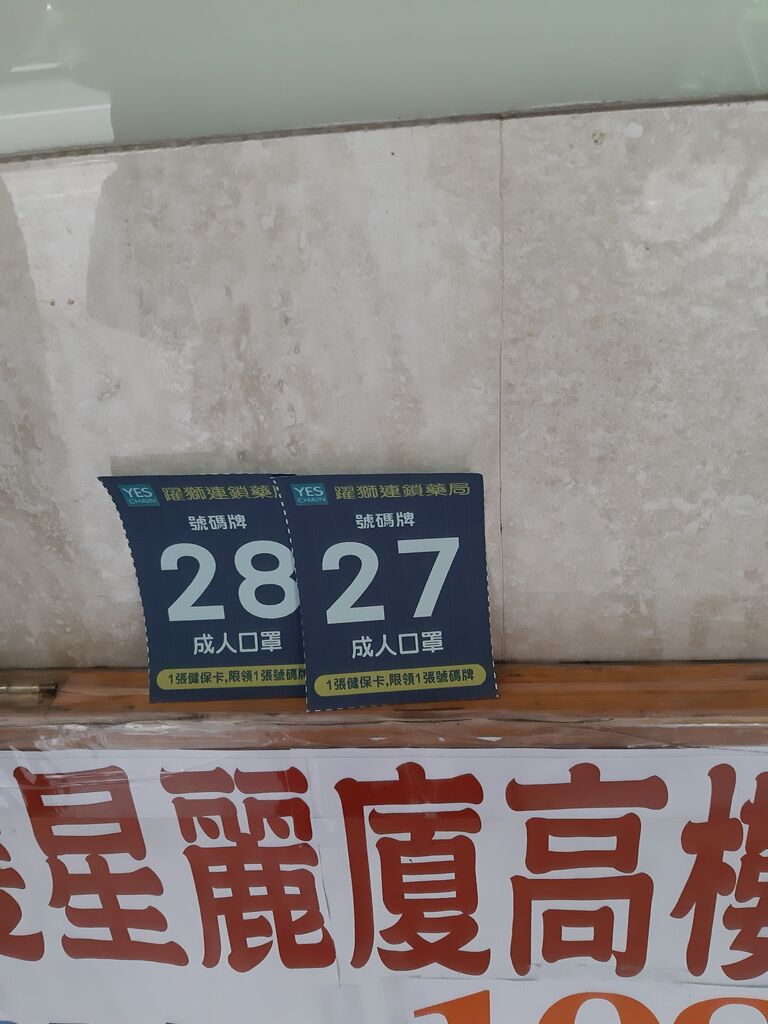 YES
CHAIN
躍獅連鎖藥
號碼牌
28
成人口罩
1張健保卡,限領1張號碼牌
YES
CHAIN
躍獅連鎖藥局
號碼牌
27
成人口罩
1張健保卡,限領1張號碼牌
星麗廈高樓